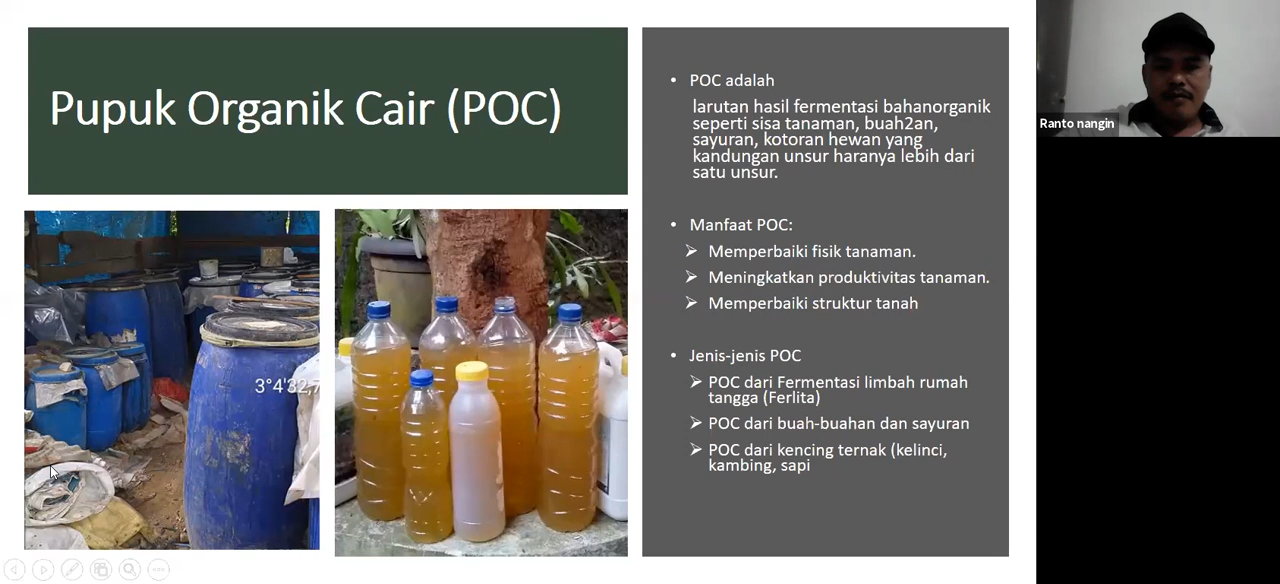 Pupuk Organik Cair (POC)
• POC adalah
larutan hasil fermentasi bahanorganik
seperti sisa tanaman, buah2an,
sayuran, kotoran hewan yang
kandungan unsur haranya lebih dari
satu unsur.
• Manfaat POC:
➢ Memperbaiki fisik tanaman.
➢ Meningkatkan produktivitas tanaman.
➢ Memperbaiki struktur tanah
• Jenis-jenis POC
➢ POC dari Fermentasi limbah rumah
tangga (Ferlita)
➢ POC dari buah-buahan dan sayuran
➢ POC dari kencing ternak (kelinci,
kambing, sapi
3°4'32,7
Ranto nangin